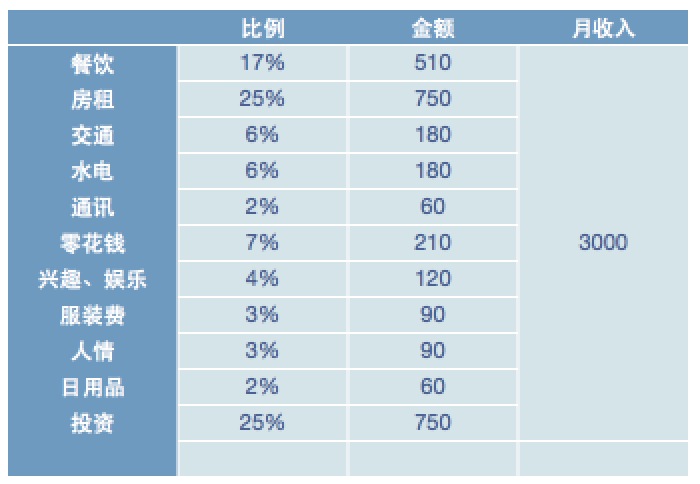 比例 金额 月收入
餐饮 17% 510
房租 25% 750
交通 6% 180
水电 6% 180
通讯 2% 60
零花钱 7% 210 3000
兴趣、娱乐 4% 120
服装费 3% 90
人情 3% 90
日用品 2% 60
投资 25% 750